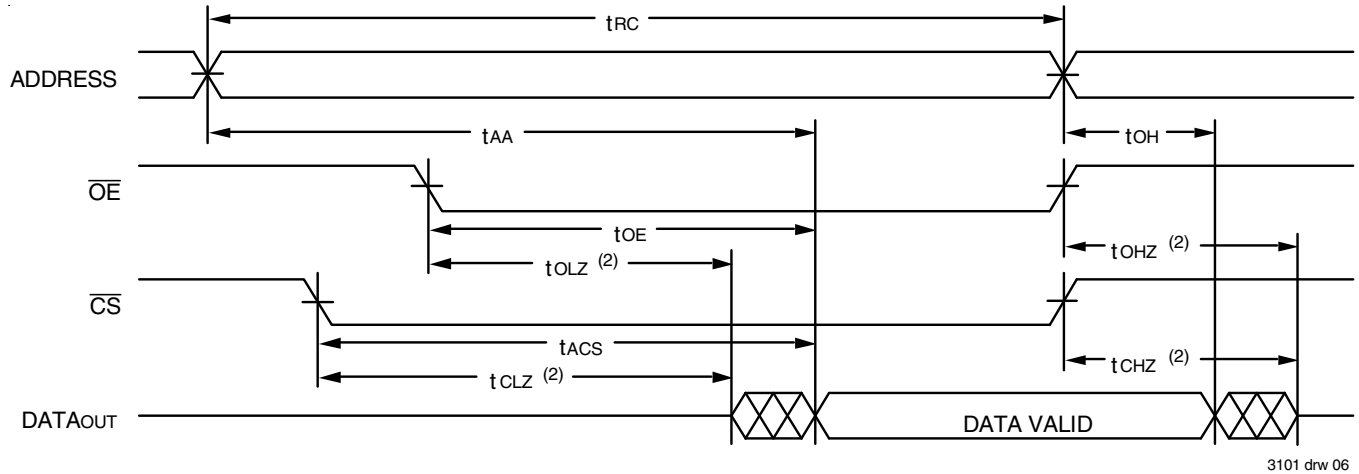 tRC
ADDRESS
tAA
tOH
OE
tOE
tOLZ (2)
tOHZ (2)
CS
tACS
tCLZ (2)
tCHZ (2)
DATAOUT
DATA VALID
3101 drw 06